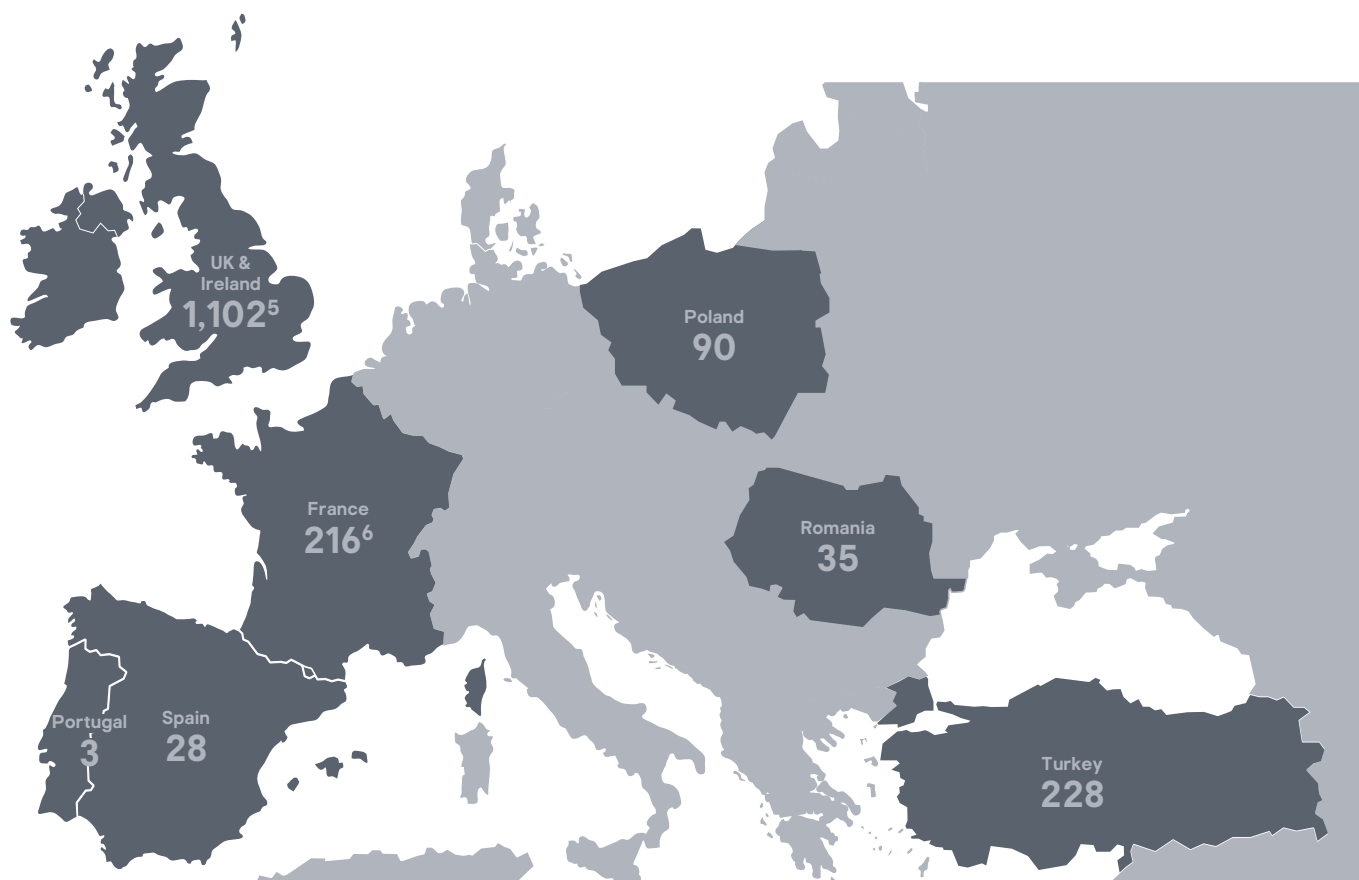 UK &
Ireland
1,102⁵
Poland
90
France
216⁶
Romania
35
Portugal
3
Spain
28
Turkey
228